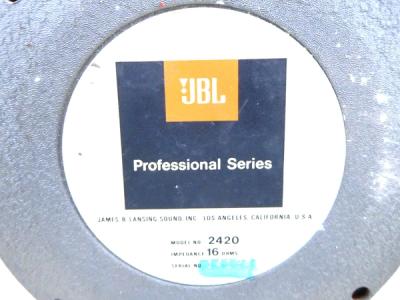 JBL
Professional Series
JAMES B. LANSING SOUND, INC. LOS ANGELES, CALIFORNIA, U.S.A
MODEL NO. 2420
IMPEDANCE 16 OHMS
SERIAL NO.